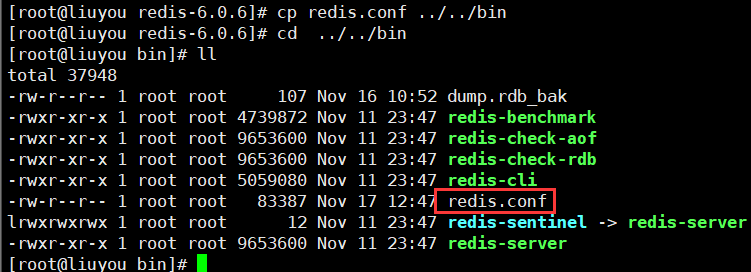 [root@liuyou redis-6.0.6]# cp redis.conf ../../bin
[root@liuyou redis-6.0.6]# cd  ../../bin
[root@liuyou bin]# ll
total 37948
-rw-r--r-- 1 root root     107 Nov 16 10:52 dump.rdb_bak
-rwxr-xr-x 1 root root 4739872 Nov 11 23:47 redis-benchmark
-rwxr-xr-x 1 root root 9653600 Nov 11 23:47 redis-check-aof
-rwxr-xr-x 1 root root 9653600 Nov 11 23:47 redis-check-rdb
-rwxr-xr-x 1 root root 5059080 Nov 11 23:47 redis-cli
-rw-r--r-- 1 root root   83387 Nov 17 12:47 redis.conf
lrwxrwxrwx 1 root root      12 Nov 11 23:47 redis-sentinel -> redis-server
-rwxr-xr-x 1 root root 9653600 Nov 11 23:47 redis-server
[root@liuyou bin]#